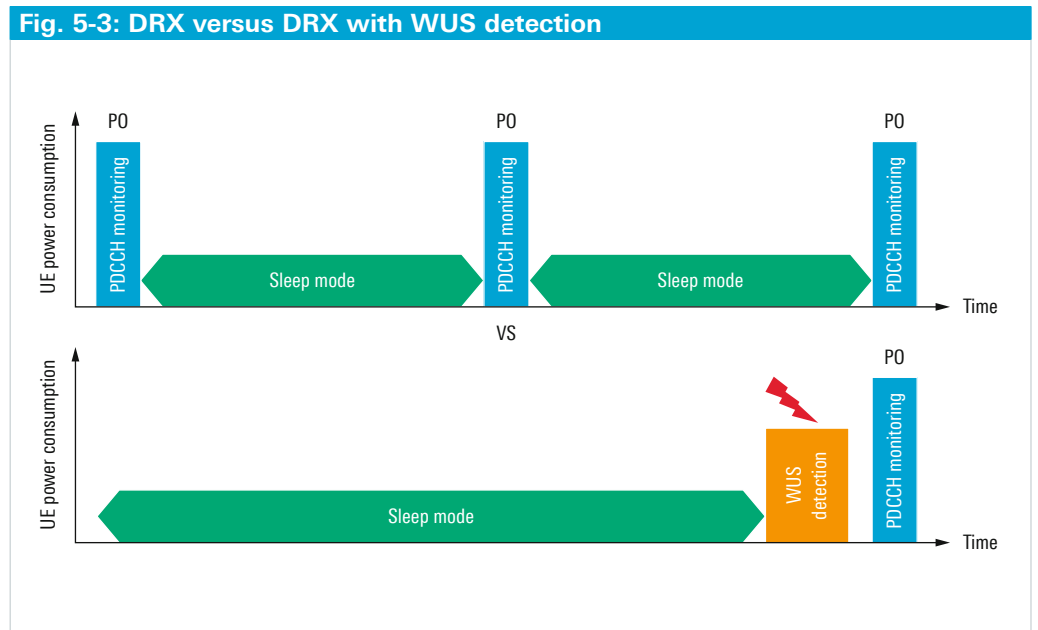 Fig. 5-3: DRX versus DRX with WUS detection
UE power consumption
PO
PO
PO
PDCCH monitoring
Sleep mode
PDCCH monitoring
Sleep mode
PDCCH monitoring
Time
VS
UE power consumption
PO
Sleep mode
WUS
detection
PDCCH monitoring
Time